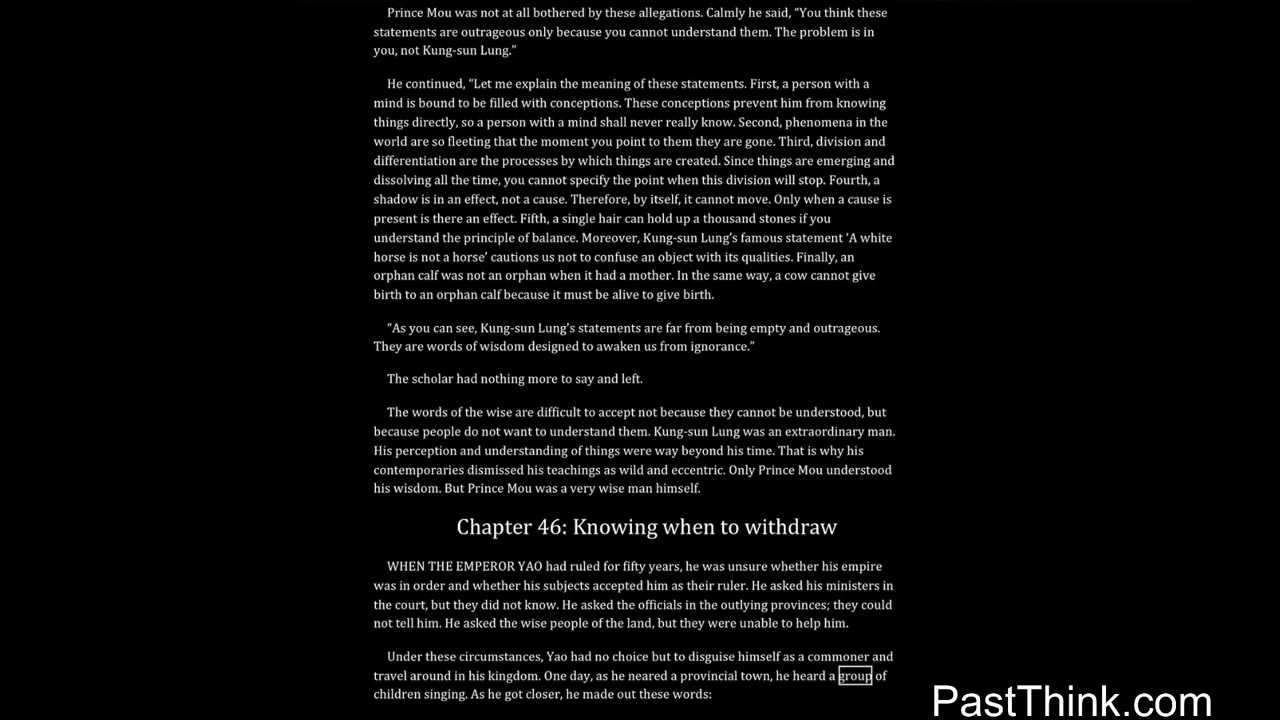 Prince Mou was not at all bothered by these allegations. Calmly he said, “You think these
statements are outrageous only because you cannot understand them. The problem is in
you, not Kung-sun Lung.”
He continued, “Let me explain the meaning of these statements. First, a person with a
mind is bound to be filled with conceptions. These conceptions prevent him from knowing
things directly, so a person with a mind shall never really know. Second, phenomena in the
world are so fleeting that the moment you point to them they are gone. Third, division and
differentiation are the processes by which things are created. Since things are emerging and
dissolving all the time, you cannot specify the point when this division will stop. Fourth, a
shadow is in an effect, not a cause. Therefore, by itself, it cannot move. Only when a cause is
present is there an effect. Fifth, a single hair can hold up a thousand stones if you
understand the principle of balance. Moreover, Kung-sun Lung’s famous statement ‘A white
horse is not a horse’ cautions us not to confuse an object with its qualities. Finally, an
orphan calf was not an orphan when it had a mother. In the same way, a cow cannot give
birth to an orphan calf because it must be alive to give birth.
“As you can see, Kung-sun Lung’s statements are far from being empty and outrageous.
They are words of wisdom designed to awaken us from ignorance.”
The scholar had nothing more to say and left.
The words of the wise are difficult to accept not because they cannot be understood, but
because people do not want to understand them. Kung-sun Lung was an extraordinary man.
His perception and understanding of things were way beyond his time. That is why his
contemporaries dismissed his teachings as wild and eccentric. Only Prince Mou understood
his wisdom. But Prince Mou was a very wise man himself.
Chapter 46: Knowing when to withdraw
WHEN THE EMPEROR YAO had ruled for fifty years, he was unsure whether his empire
was in order and whether his subjects accepted him as their ruler. He asked his ministers in
the court, but they did not know. He asked the officials in the outlying provinces; they could
not tell him. He asked the wise people of the land, but they were unable to help him.
Under these circumstances, Yao had no choice but to disguise himself as a commoner and
travel around in his kingdom. One day, as he neared a provincial town, he heard a group of
children singing. As he got closer, he made out these words:
PastThink.com